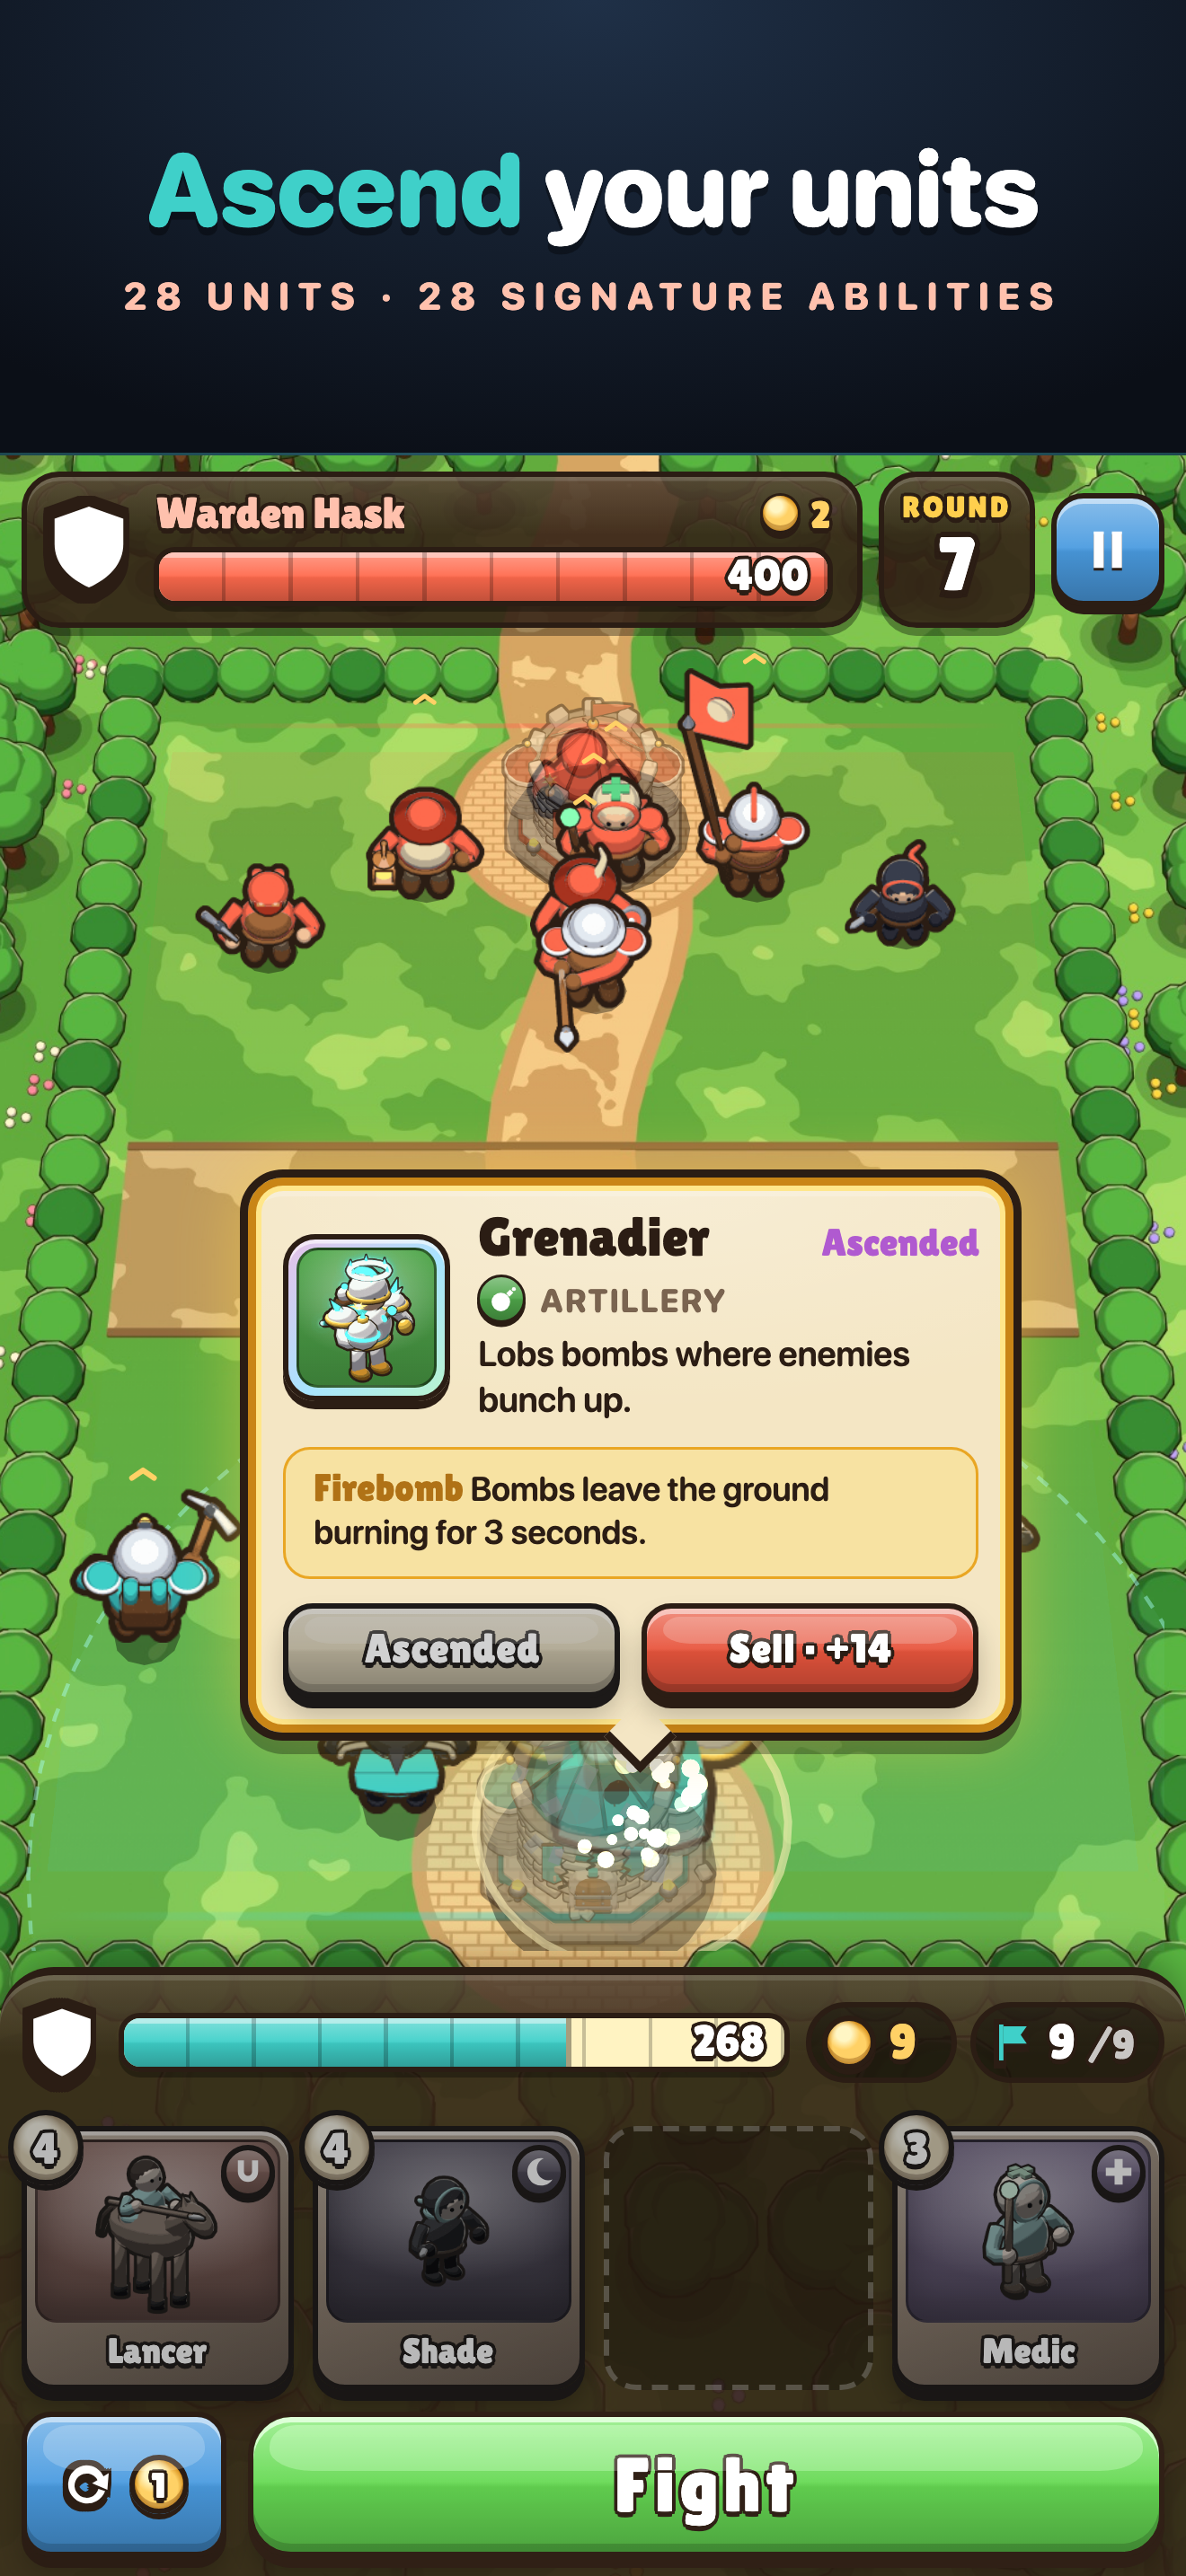 Ascend your units
28 UNITS · 28 SIGNATURE ABILITIES
Warden Hask
2
400
ROUND
7
Grenadier
Ascended
ARTILLERY
Lobs bombs where enemies
bunch up.
Firebomb Bombs leave the ground
burning for 3 seconds.
Ascended
Sell · +14
268
9
9 /9
4
4
3
Lancer
Shade
Medic
1
Fight